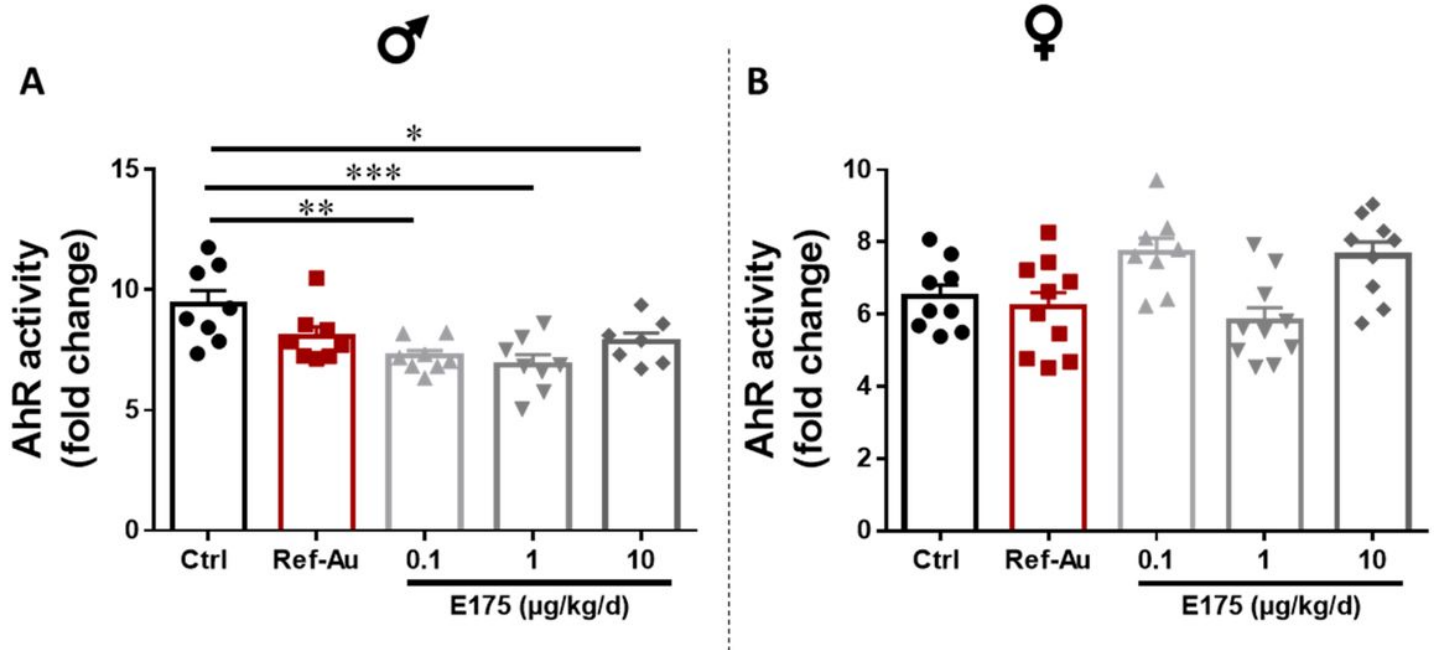 A
*
***
**
AhR activity
(fold change)
15
10
5
0
Ctrl Ref-Au 0.1 1 10
E175 (µg/kg/d)
B
AhR activity
(fold change)
10
8
6
4
2
0
Ctrl Ref-Au 0.1 1 10
E175 (µg/kg/d)